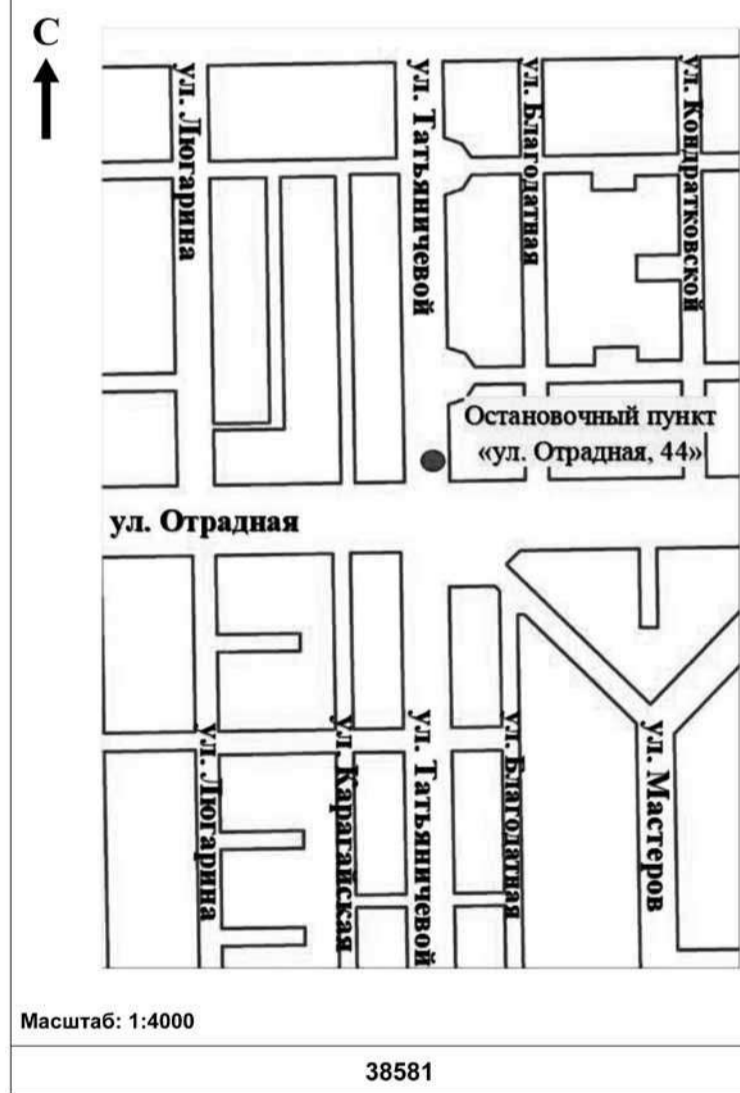 С
ул. Люгарина
ул. Татьяничевой
ул. Благодатная
ул. Кондратковской
Остановочный пункт
«ул. Отрадная, 44»
ул. Отрадная
ул. Люгарина
ул. Карагайская
ул. Татьяничевой
ул. Благодатная
ул. Мастеров
Масштаб: 1:4000
38581